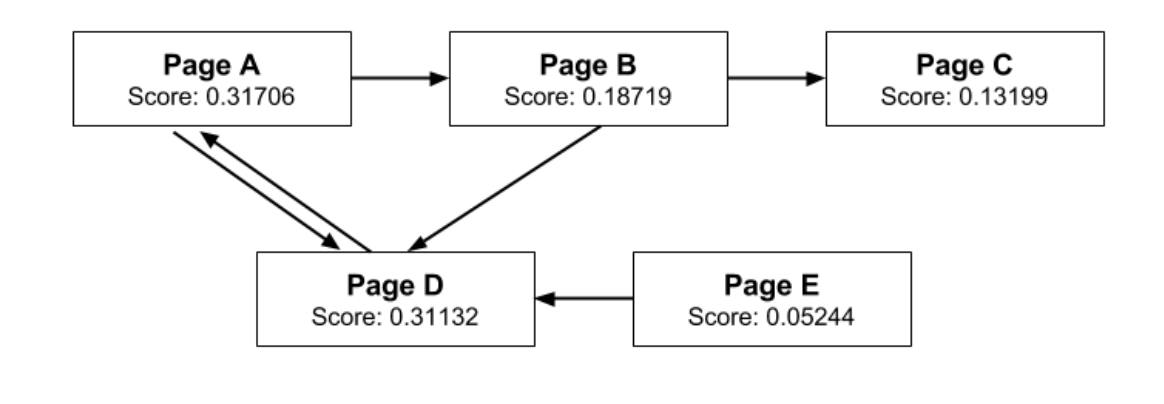 Page A
Score: 0.31706
Page B
Score: 0.18719
Page C
Score: 0.13199
Page D
Score: 0.31132
Page E
Score: 0.05244